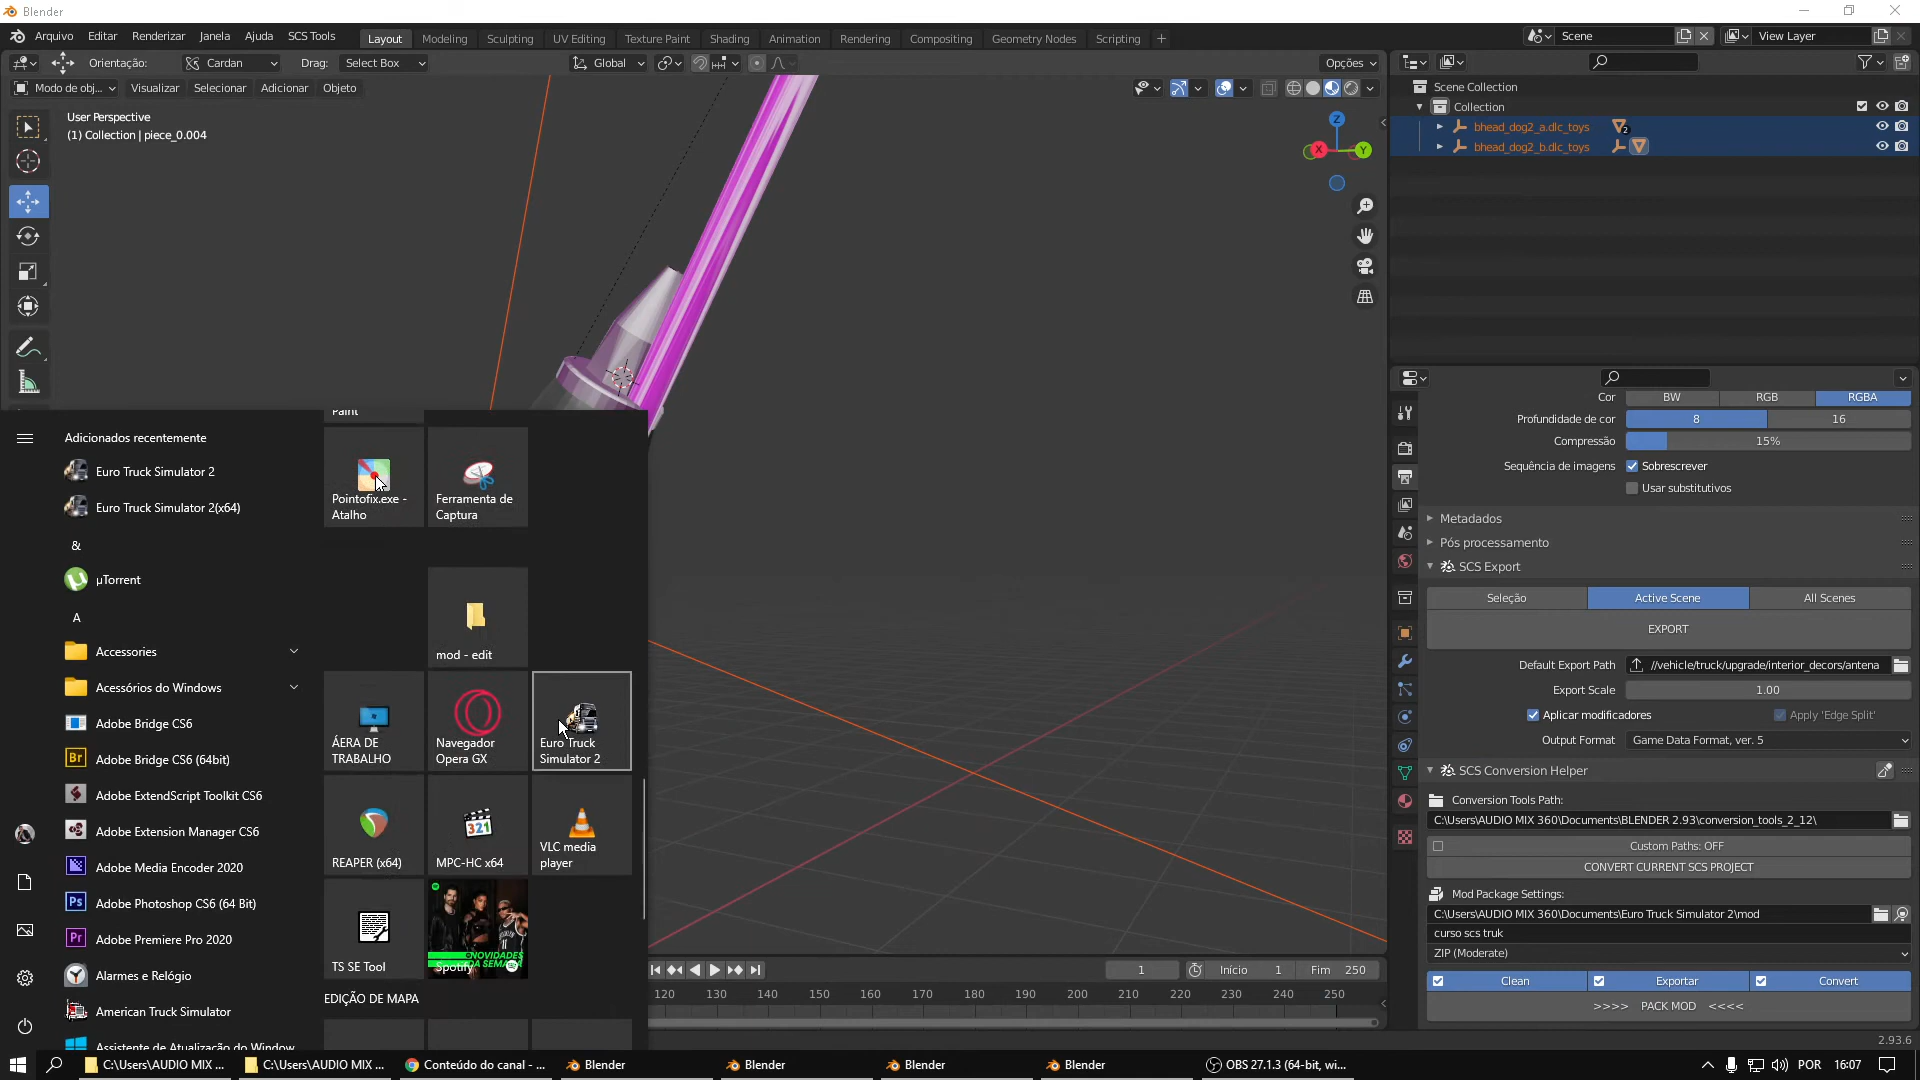 Blender
Arquivo Editar Renderizar Janela Ajuda SCS Tools Layout Modeling Sculpting UV Editing Texture Paint Shading Animation Rendering Compositing Geometry Nodes Scripting + Scene View Layer
Orientação: Cardan Drag: Select Box Global Opções
Modo de obj... Visualizar Selecionar Adicionar Objeto
User Perspective
(1) Collection | piece_0.004
Z
X
Y
Scene Collection
Collection
bhead_dog2_a.dlc_toys 2
bhead_dog2_b.dlc_toys
Cor BW RGB RGBA
Profundidade de cor 8 16
Compressão 15%
Sequência de imagens Sobrescrever
Usar substitutivos
Metadados
Pós processamento
SCS Export
Seleção Active Scene All Scenes
EXPORT
Default Export Path //vehicle/truck/upgrade/interior_decors/antena
Export Scale 1.00
Aplicar modificadores Apply 'Edge Split'
Output Format Game Data Format, ver. 5
SCS Conversion Helper
Conversion Tools Path:
C:\Users\AUDIO MIX 360\Documents\BLENDER 2.93\conversion_tools_2_12\
Custom Paths: OFF
CONVERT CURRENT SCS PROJECT
Mod Package Settings:
C:\Users\AUDIO MIX 360\Documents\Euro Truck Simulator 2\mod
curso scs truk
ZIP (Moderate)
Clean Exportar Convert
>>>> PACK MOD <<<<
2.93.6
Adicionados recentemente
Euro Truck Simulator 2
Euro Truck Simulator 2(x64)
&
µTorrent
A
Accessories
Acessórios do Windows
Adobe Bridge CS6
Adobe Bridge CS6 (64bit)
Adobe ExtendScript Toolkit CS6
Adobe Extension Manager CS6
Adobe Media Encoder 2020
Adobe Photoshop CS6 (64 Bit)
Adobe Premiere Pro 2020
Alarmes e Relógio
American Truck Simulator
Assistente de Atualização do Window
Paint
Pointofix.exe -
Atalho
Ferramenta de
Captura
mod - edit
ÁERA DE
TRABALHO
Navegador
Opera GX
Euro Truck
Simulator 2
REAPER (x64)
MPC-HC x64
VLC media
player
TS SE Tool
NOVIDADES
DA SEMANA
Spotify
EDIÇÃO DE MAPA
1 Início 1 Fim 250
120 130 140 150 160 170 180 190 200 210 220 230 240 250
C:\Users\AUDIO MIX ... C:\Users\AUDIO MIX ... Conteúdo do canal - ... Blender Blender Blender Blender OBS 27.1.3 (64-bit, wi... POR 16:07